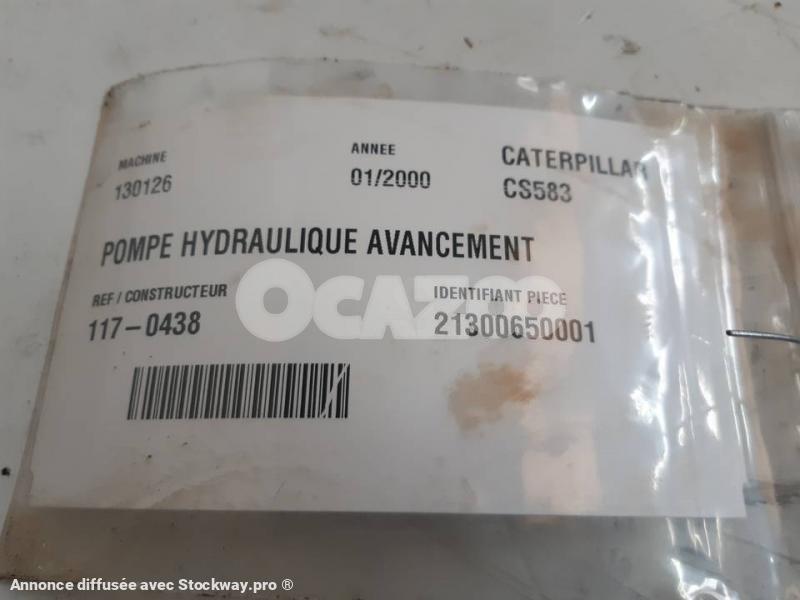 MACHINE
130126
ANNEE
01/2000
CATERPILLAR
CS583
POMPE HYDRAULIQUE AVANCEMENT
REF / CONSTRUCTEUR
117-0438
IDENTIFIANT PIECE
21300650001
OCAZOO
Annonce diffusée avec Stockway.pro ®